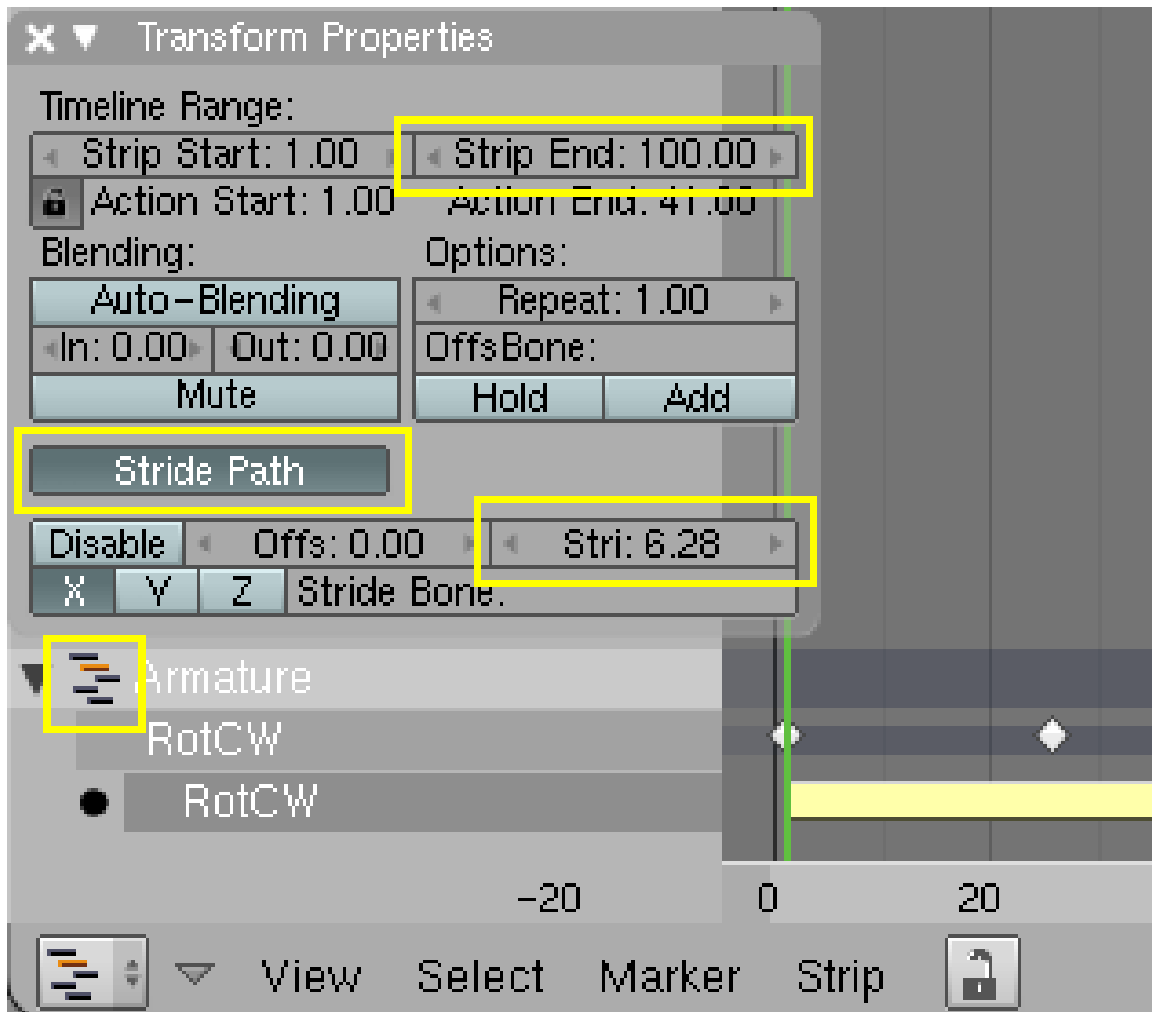 Transform Properties
Timeline Range:
Strip Start: 1.00 Strip End: 100.00
Action Start: 1.00 Action End: 41.00
Blending: Options:
Auto-Blending Repeat: 1.00
In: 0.00 Out: 0.00 OffsBone:
Mute Hold Add
Stride Path
Disable Offs: 0.00 Stri: 6.28
X Y Z Stride Bone:
Armature
RotCW
RotCW
-20 0 20
View Select Marker Strip